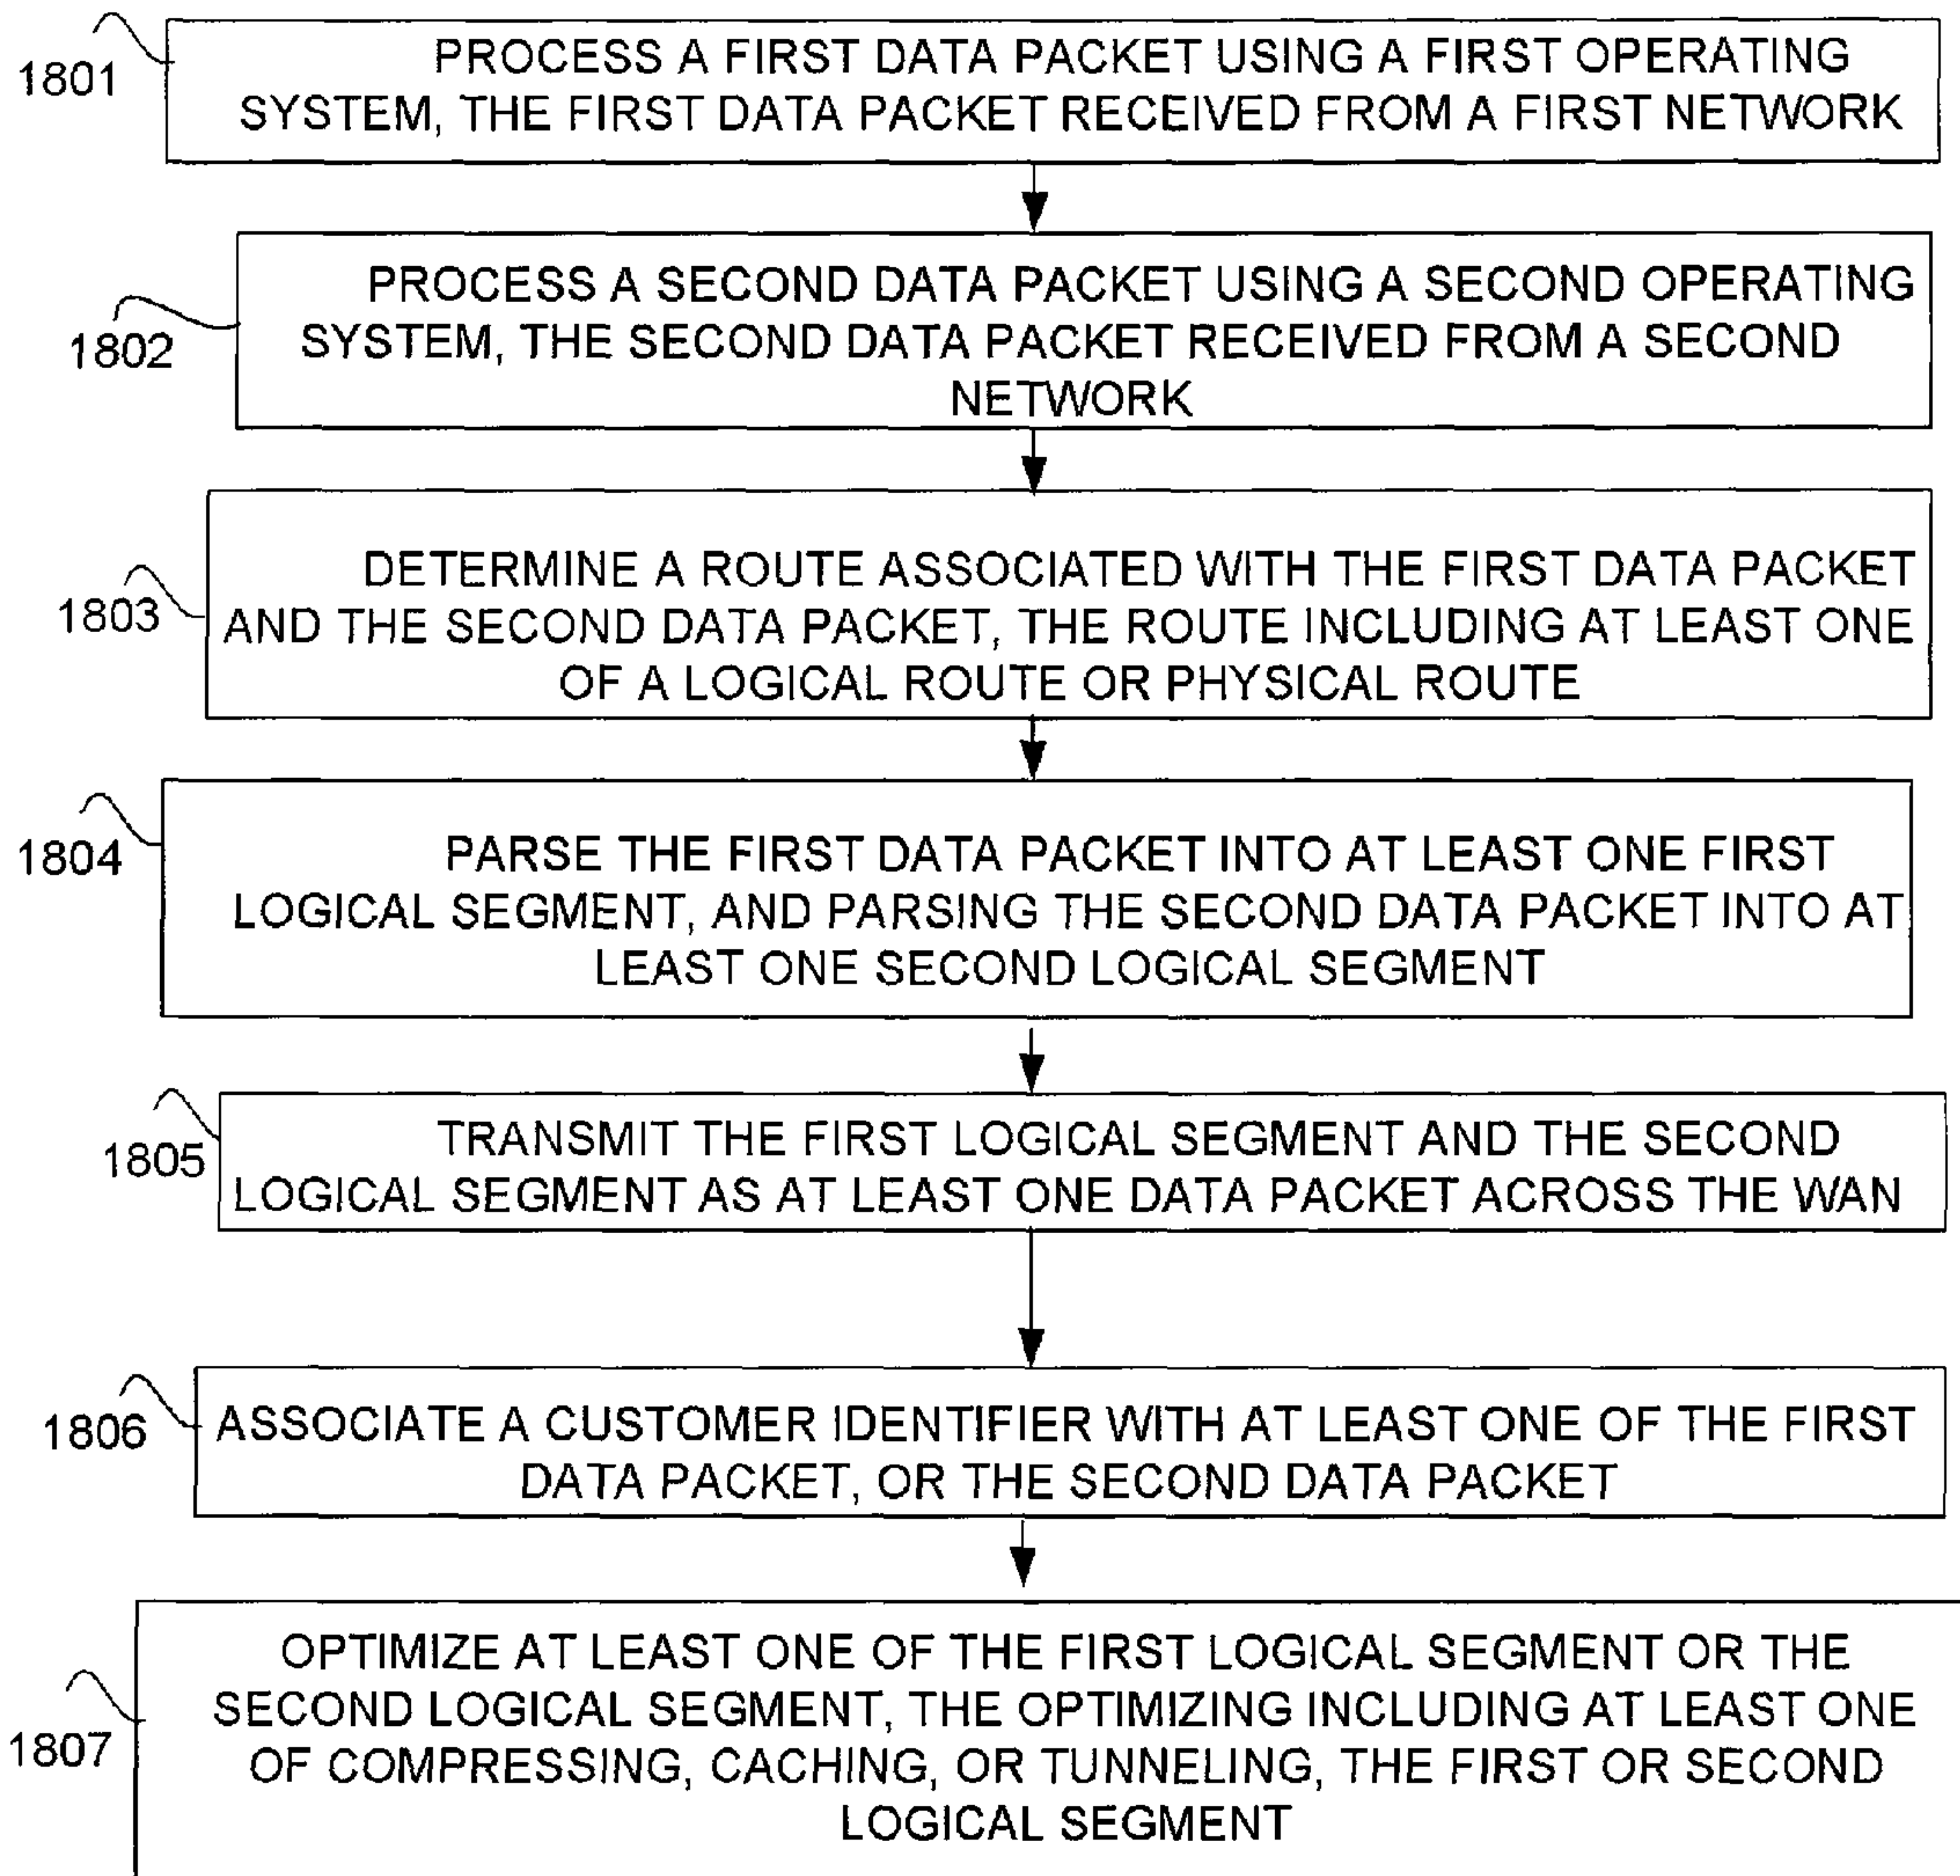 1801
PROCESS A FIRST DATA PACKET USING A FIRST OPERATING
SYSTEM, THE FIRST DATA PACKET RECEIVED FROM A FIRST NETWORK
1802
PROCESS A SECOND DATA PACKET USING A SECOND OPERATING
SYSTEM, THE SECOND DATA PACKET RECEIVED FROM A SECOND
NETWORK
1803
DETERMINE A ROUTE ASSOCIATED WITH THE FIRST DATA PACKET
AND THE SECOND DATA PACKET, THE ROUTE INCLUDING AT LEAST ONE
OF A LOGICAL ROUTE OR PHYSICAL ROUTE
1804
PARSE THE FIRST DATA PACKET INTO AT LEAST ONE FIRST
LOGICAL SEGMENT, AND PARSING THE SECOND DATA PACKET INTO AT
LEAST ONE SECOND LOGICAL SEGMENT
1805
TRANSMIT THE FIRST LOGICAL SEGMENT AND THE SECOND
LOGICAL SEGMENT AS AT LEAST ONE DATA PACKET ACROSS THE WAN
1806
ASSOCIATE A CUSTOMER IDENTIFIER WITH AT LEAST ONE OF THE FIRST
DATA PACKET, OR THE SECOND DATA PACKET
1807
OPTIMIZE AT LEAST ONE OF THE FIRST LOGICAL SEGMENT OR THE
SECOND LOGICAL SEGMENT, THE OPTIMIZING INCLUDING AT LEAST ONE
OF COMPRESSING, CACHING, OR TUNNELING, THE FIRST OR SECOND
LOGICAL SEGMENT